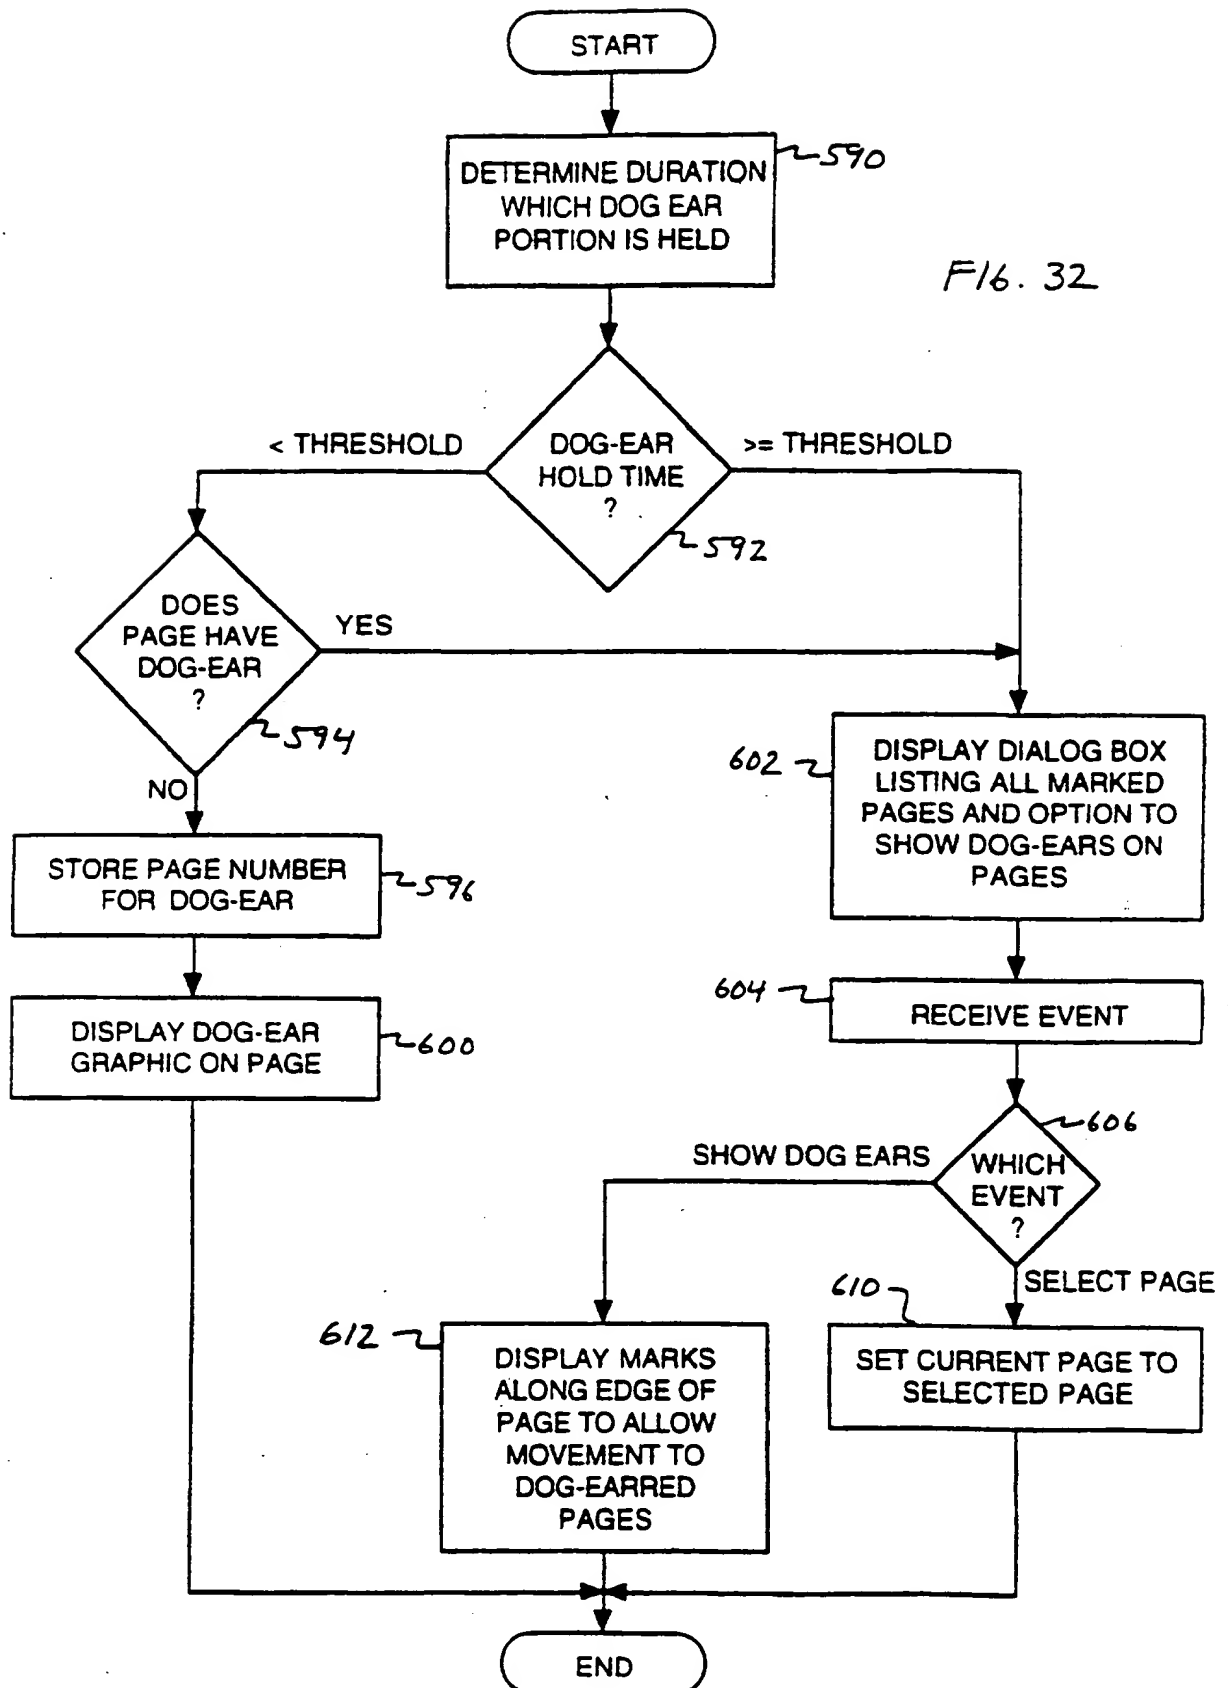 START
DETERMINE DURATION
WHICH DOG EAR
PORTION IS HELD
590
FIG. 32
< THRESHOLD
DOG-EAR
HOLD TIME
?
>= THRESHOLD
592
DOES
PAGE HAVE
DOG-EAR
?
YES
594
NO
STORE PAGE NUMBER
FOR DOG-EAR
596
DISPLAY DOG-EAR
GRAPHIC ON PAGE
600
602
DISPLAY DIALOG BOX
LISTING ALL MARKED
PAGES AND OPTION TO
SHOW DOG-EARS ON
PAGES
604
RECEIVE EVENT
606
SHOW DOG EARS
WHICH
EVENT
?
SELECT PAGE
610
SET CURRENT PAGE TO
SELECTED PAGE
612
DISPLAY MARKS
ALONG EDGE OF
PAGE TO ALLOW
MOVEMENT TO
DOG-EARRED
PAGES
END